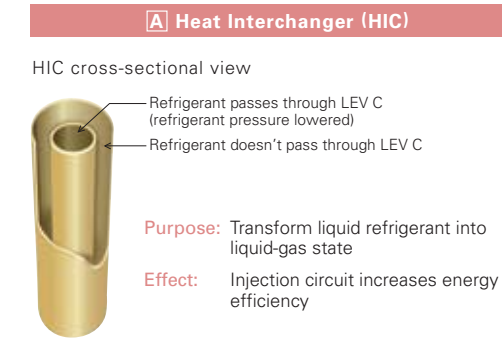 A Heat Interchanger (HIC)
HIC cross-sectional view
Refrigerant passes through LEV C
(refrigerant pressure lowered)
Refrigerant doesn't pass through LEV C
Purpose: Transform liquid refrigerant into
liquid-gas state
Effect: Injection circuit increases energy
efficiency